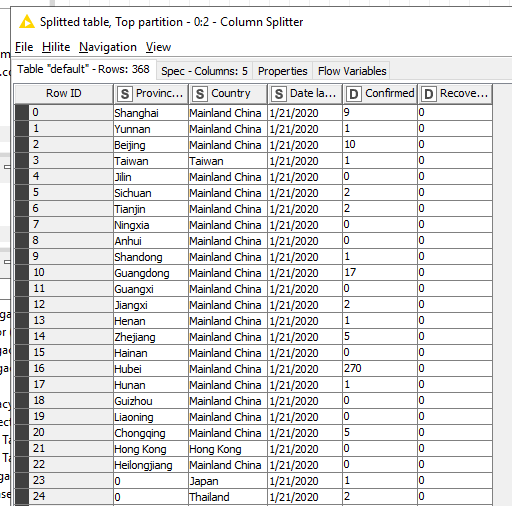 Splitted table, Top partition - 0:2 - Column Splitter
File Hilite Navigation View
Table "default" - Rows: 368 Spec - Columns: 5 Properties Flow Variables
Row ID S Provinc... S Country S Date la... D Confirmed D Recove...
0 Shanghai Mainland China 1/21/2020 9 0
1 Yunnan Mainland China 1/21/2020 1 0
2 Beijing Mainland China 1/21/2020 10 0
3 Taiwan Taiwan 1/21/2020 1 0
4 Jilin Mainland China 1/21/2020 0 0
5 Sichuan Mainland China 1/21/2020 2 0
6 Tianjin Mainland China 1/21/2020 2 0
7 Ningxia Mainland China 1/21/2020 0 0
8 Anhui Mainland China 1/21/2020 0 0
9 Shandong Mainland China 1/21/2020 1 0
10 Guangdong Mainland China 1/21/2020 17 0
11 Guangxi Mainland China 1/21/2020 0 0
12 Jiangxi Mainland China 1/21/2020 2 0
13 Henan Mainland China 1/21/2020 1 0
14 Zhejiang Mainland China 1/21/2020 5 0
15 Hainan Mainland China 1/21/2020 0 0
16 Hubei Mainland China 1/21/2020 270 0
17 Hunan Mainland China 1/21/2020 1 0
18 Guizhou Mainland China 1/21/2020 0 0
19 Liaoning Mainland China 1/21/2020 0 0
20 Chongqing Mainland China 1/21/2020 5 0
21 Hong Kong Hong Kong 1/21/2020 0 0
22 Heilongjiang Mainland China 1/21/2020 0 0
23 0 Japan 1/21/2020 1 0
24 0 Thailand 1/21/2020 2 0